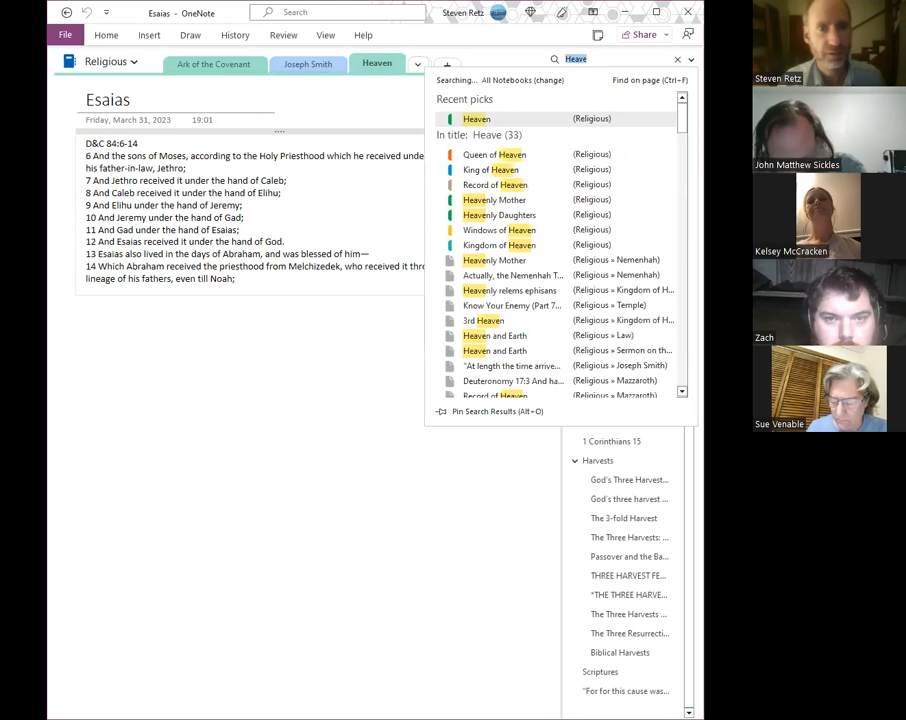 Esaias - OneNote
Search
Steven Retz
File
Home
Insert
Draw
History
Review
View
Help
Share
Religious
Ark of the Covenant
Joseph Smith
Heaven
Heave
Esaias
Friday, March 31, 2023 19:01
D&C 84:6-14
6 And the sons of Moses, according to the Holy Priesthood which he received unde
his father-in-law, Jethro;
7 And Jethro received it under the hand of Caleb;
8 And Caleb received it under the hand of Elihu;
9 And Elihu under the hand of Jeremy;
10 And Jeremy under the hand of Gad;
11 And Gad under the hand of Esaias;
12 And Esaias received it under the hand of God.
13 Esaias also lived in the days of Abraham, and was blessed of him—
14 Which Abraham received the priesthood from Melchizedek, who received it thro
lineage of his fathers, even till Noah;
Searching... All Notebooks (change) Find on page (Ctrl+F)
Recent picks
Heaven (Religious)
In title: Heave (33)
Queen of Heaven (Religious)
King of Heaven (Religious)
Record of Heaven (Religious)
Heavenly Mother (Religious)
Heavenly Daughters (Religious)
Windows of Heaven (Religious)
Kingdom of Heaven (Religious)
Heavenly Mother (Religious » Nemenhah)
Actually, the Nemenhah T... (Religious » Nemenhah)
Heavenly relems ephisans (Religious » Kingdom of H...
Know Your Enemy (Part 7... (Religious » Temple)
3rd Heaven (Religious » Kingdom of H...
Heaven and Earth (Religious » Law)
Heaven and Earth (Religious » Sermon on th...
"At length the time arrive... (Religious » Joseph Smith)
Deuteronomy 17:3 And ha... (Religious » Mazzaroth)
Record of Heaven (Religious » Mazzaroth)
Pin Search Results (Alt+O)
1 Corinthians 15
Harvests
God's Three Harvest...
God's three harvest ...
The 3-fold Harvest
The Three Harvests: ...
Passover and the Ba...
THREE HARVEST FE...
*THE THREE HARVE...
The Three Harvests ...
The Three Resurrecti...
Biblical Harvests
Scriptures
"For for this cause was...
Steven Retz
John Matthew Sickles
Kelsey McCracken
Zach
Sue Venable